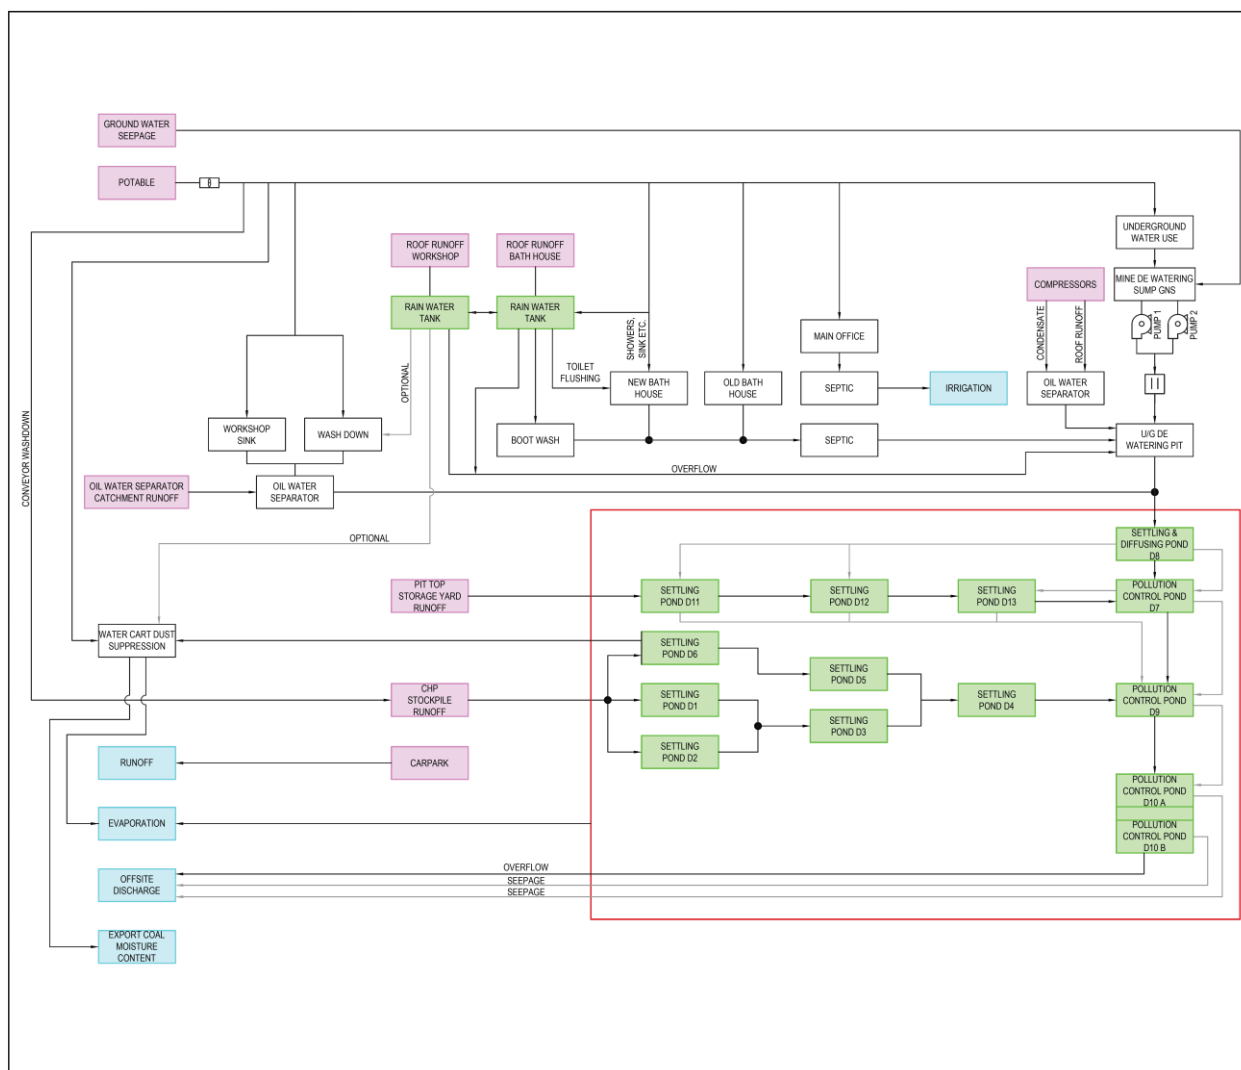 GROUND WATER
SEEPAGE
POTABLE
UNDERGROUND
WATER USE
ROOF RUNOFF
WORKSHOP
ROOF RUNOFF
BATH HOUSE
COMPRESSORS
MINE DE WATERING
SUMP GNS
RAIN WATER
TANK
RAIN WATER
TANK
SHOWERS,
SINK ETC.
MAIN OFFICE
CONDENSATE
ROOF RUNOFF
PUMP 1
PUMP 2
OPTIONAL
TOILET
FLUSHING
NEW BATH
HOUSE
OLD BATH
HOUSE
SEPTIC
IRRIGATION
OIL WATER
SEPARATOR
WORKSHOP
SINK
WASH DOWN
BOOT WASH
SEPTIC
U/G DE
WATERING PIT
CONVEYOR WASHDOWN
OVERFLOW
OIL WATER SEPARATOR
CATCHMENT RUNOFF
OIL WATER
SEPARATOR
OPTIONAL
SETTLING &
DIFFUSING POND
D8
PIT TOP
STORAGE YARD
RUNOFF
SETTLING
POND D11
SETTLING
POND D12
SETTLING
POND D13
POLLUTION
CONTROL POND
D7
WATER CART DUST
SUPPRESSION
SETTLING
POND D6
SETTLING
POND D5
CHP
STOCKPILE
RUNOFF
SETTLING
POND D1
SETTLING
POND D4
POLLUTION
CONTROL POND
D9
SETTLING
POND D3
SETTLING
POND D2
RUNOFF
CARPARK
POLLUTION
CONTROL POND
D10 A
EVAPORATION
POLLUTION
CONTROL POND
D10 B
OFFSITE
DISCHARGE
OVERFLOW
SEEPAGE
SEEPAGE
EXPORT COAL
MOISTURE
CONTENT